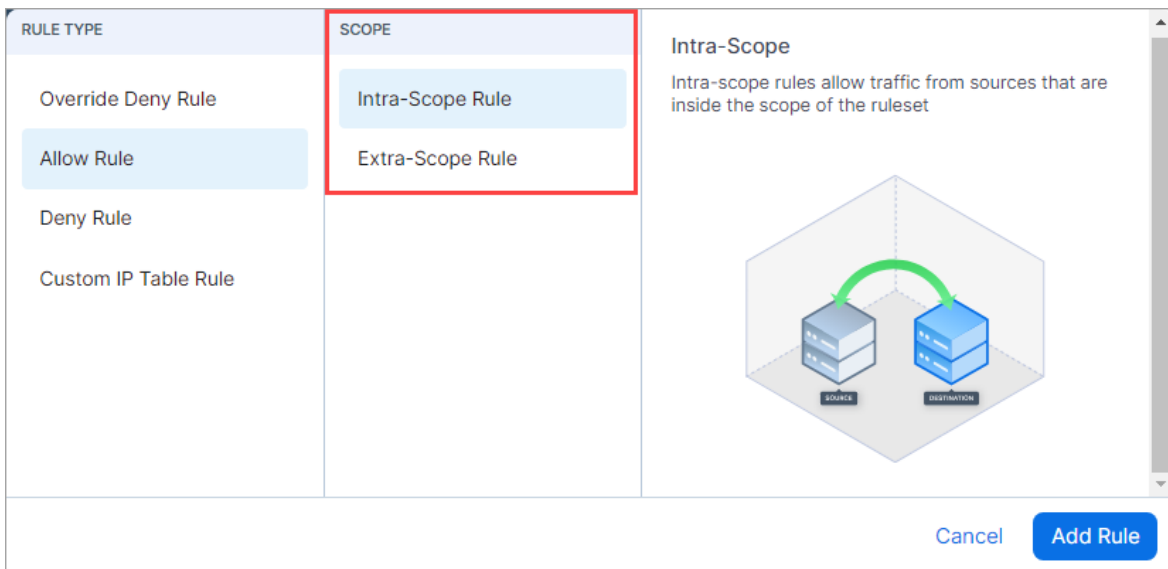 RULE TYPE
Override Deny Rule
Allow Rule
Deny Rule
Custom IP Table Rule
SCOPE
Intra-Scope Rule
Extra-Scope Rule
Intra-Scope
Intra-scope rules allow traffic from sources that are
inside the scope of the ruleset
SOURCE
DESTINATION
Cancel
Add Rule